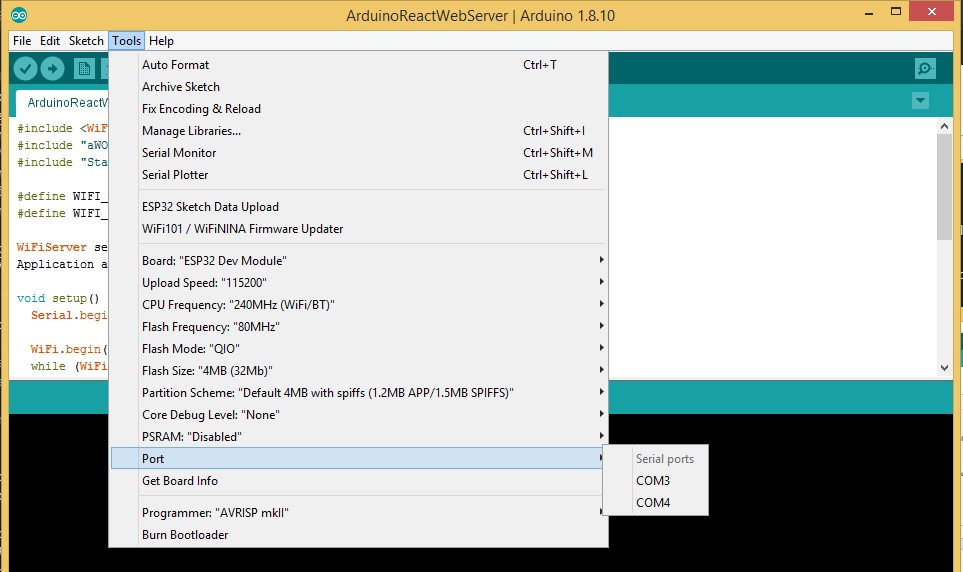 ArduinoReactWebServer | Arduino 1.8.10
File Edit Sketch Tools Help
Auto Format Ctrl+T
Archive Sketch
Fix Encoding & Reload
Manage Libraries... Ctrl+Shift+I
Serial Monitor Ctrl+Shift+M
Serial Plotter Ctrl+Shift+L
ESP32 Sketch Data Upload
WiFi101 / WiFiNINA Firmware Updater
Board: "ESP32 Dev Module"
Upload Speed: "115200"
CPU Frequency: "240MHz (WiFi/BT)"
Flash Frequency: "80MHz"
Flash Mode: "QIO"
Flash Size: "4MB (32Mb)"
Partition Scheme: "Default 4MB with spiffs (1.2MB APP/1.5MB SPIFFS)"
Core Debug Level: "None"
PSRAM: "Disabled"
Port
Get Board Info
Programmer: "AVRISP mkII"
Burn Bootloader
Serial ports
COM3
COM4
ArduinoReactW
#include <WiF
#include "aWO
#include "Sta
#define WIFI_
#define WIFI_
WiFiServer se
Application a
void setup()
Serial.begi
WiFi.begin(
while (WiFi